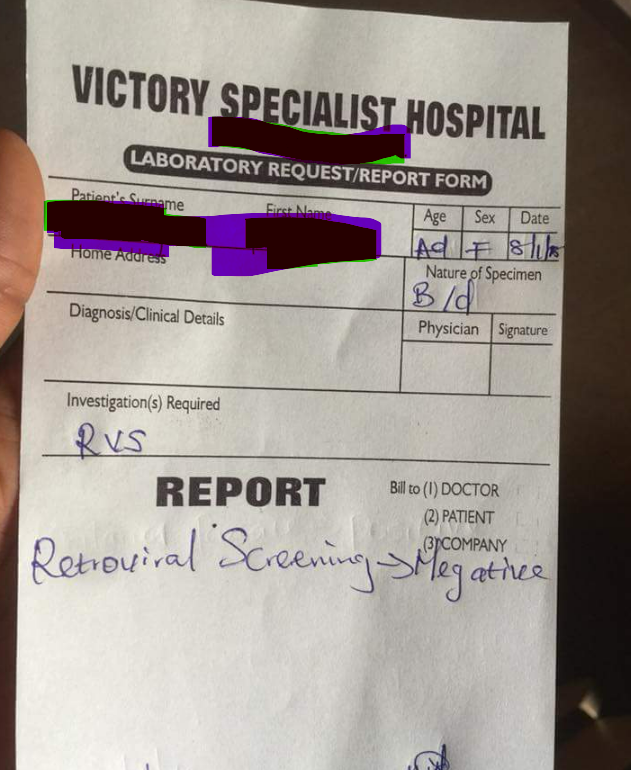 VICTORY SPECIALIST HOSPITAL
LABORATORY REQUEST/REPORT FORM
Patient's Surname First Name Age Sex Date
Ad F
Home Address Nature of Specimen
B/d
Diagnosis/Clinical Details Physician Signature
Investigation(s) Required
RVS
REPORT Bill to (1) DOCTOR
(2) PATIENT
(3) COMPANY
Retroviral Screening → Negative